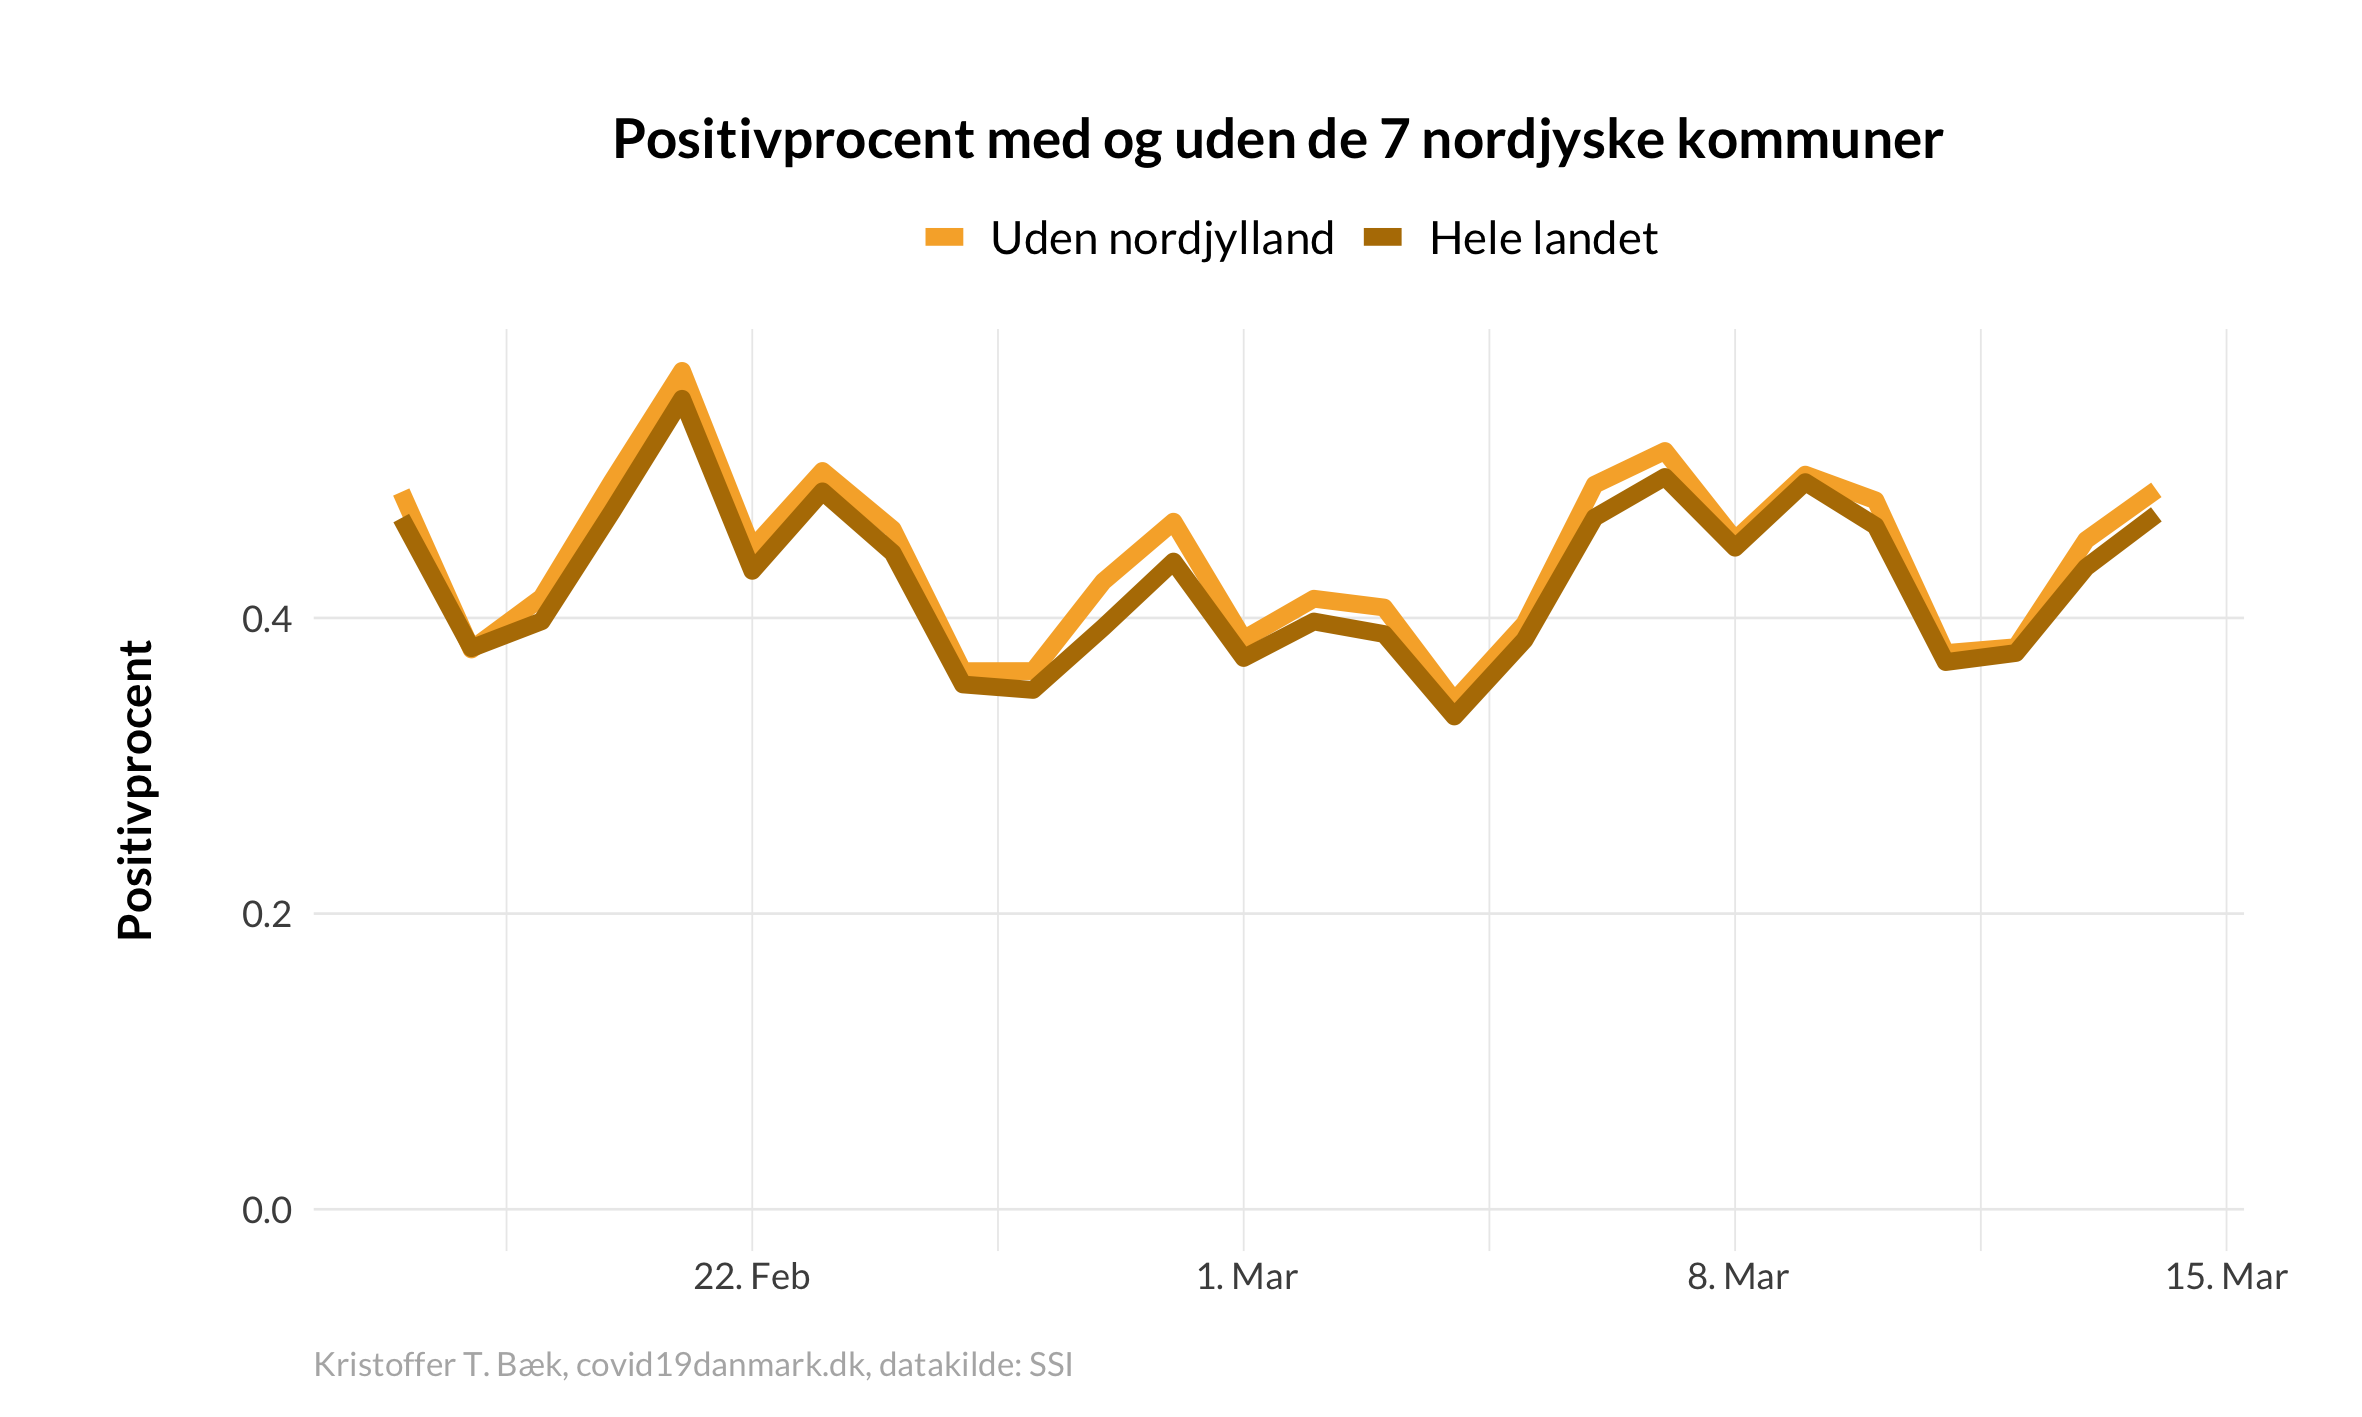 Positivprocent med og uden de 7 nordjyske kommuner
Uden nordjylland Hele landet
Positivprocent
0.4
0.2
0.0
22. Feb 1. Mar 8. Mar 15. Mar
Kristoffer T. Bæk, covid19danmark.dk, datakilde: SSI